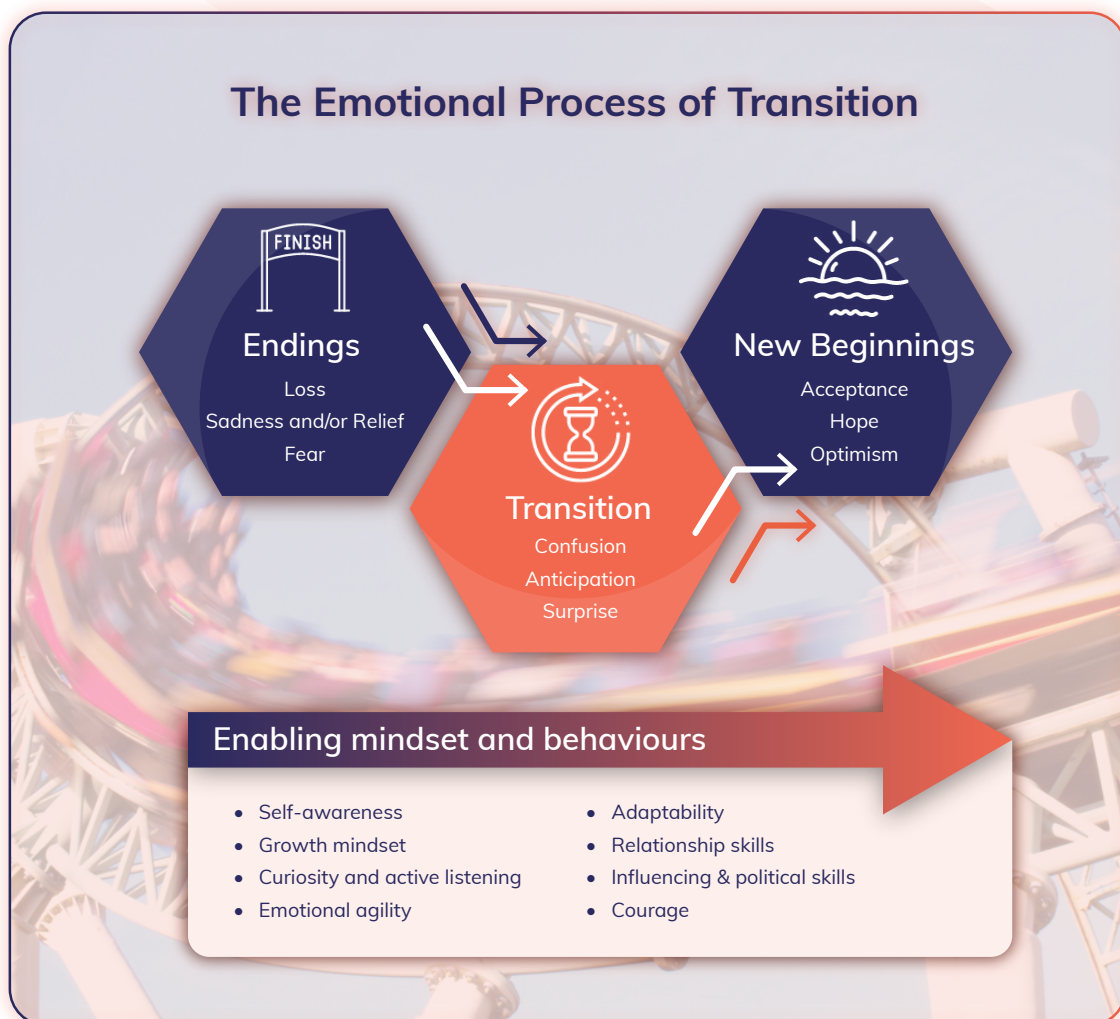 The Emotional Process of Transition
FINISH
Endings
Loss
Sadness and/or Relief
Fear
Transition
Confusion
Anticipation
Surprise
New Beginnings
Acceptance
Hope
Optimism
Enabling mindset and behaviours
• Self-awareness
• Growth mindset
• Curiosity and active listening
• Emotional agility
• Adaptability
• Relationship skills
• Influencing & political skills
• Courage